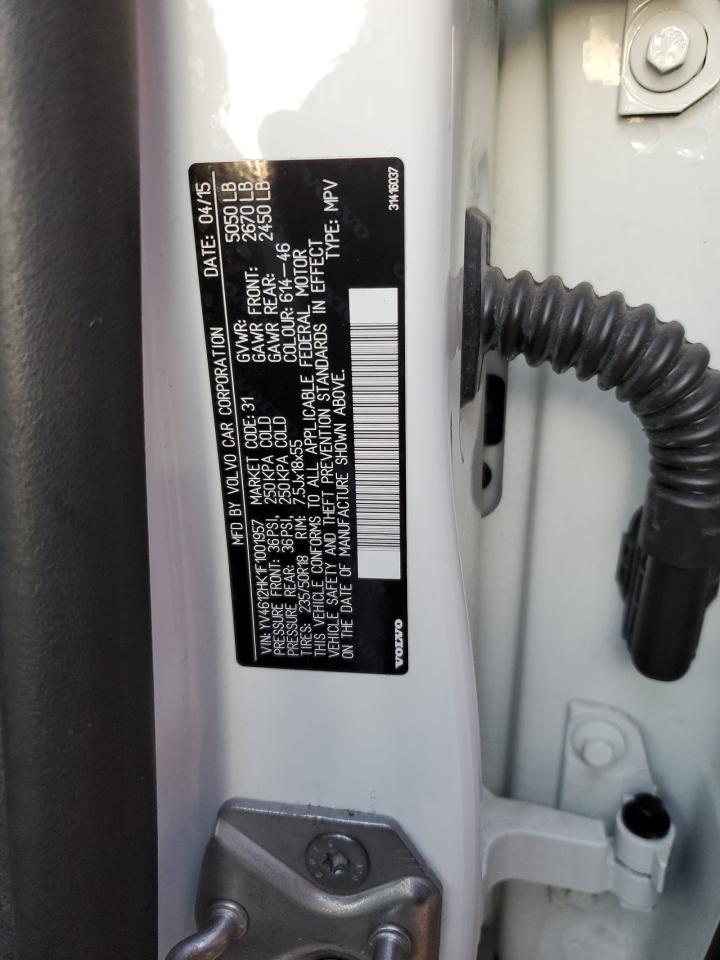 MFD BY VOLVO CAR CORPORATION DATE: 04/15
VIN: YV4612HK1F1001957 GVWR: 5050 LB
PRESSURE FRONT: 36 PSI, MARKET CODE: 31 GAWR FRONT: 2670 LB
PRESSURE REAR: 36 PSI, 250 KPA COLD GAWR REAR: 2450 LB
250 KPA COLD COLOUR: 614-46
TIRES: 235/50R18 RIM: 7.5Jx18x55 TYPE: MPV
THIS VEHICLE CONFORMS TO ALL APPLICABLE FEDERAL MOTOR
VEHICLE SAFETY AND THEFT PREVENTION STANDARDS IN EFFECT
ON THE DATE OF MANUFACTURE SHOWN ABOVE.
VOLVO 31416037